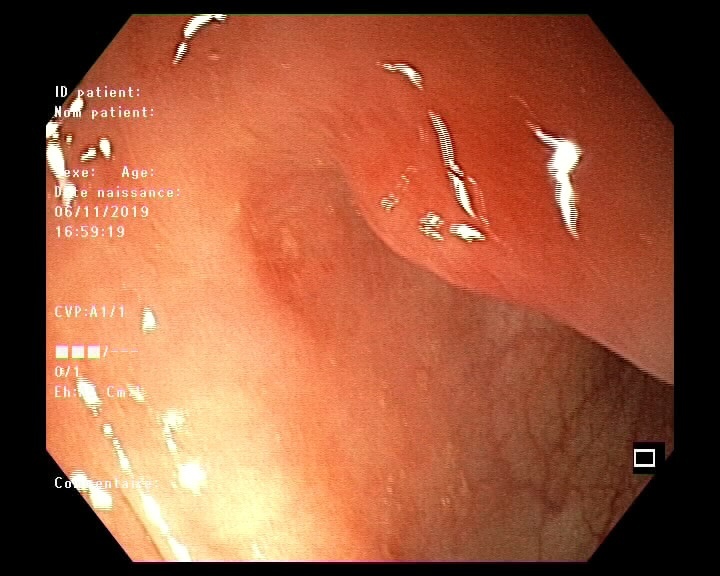 ID patient:
Nom patient:
Sexe: Age:
Date naissance:
06/11/2019
16:59:19
CVP:A1/1
0/1
Commentaire: